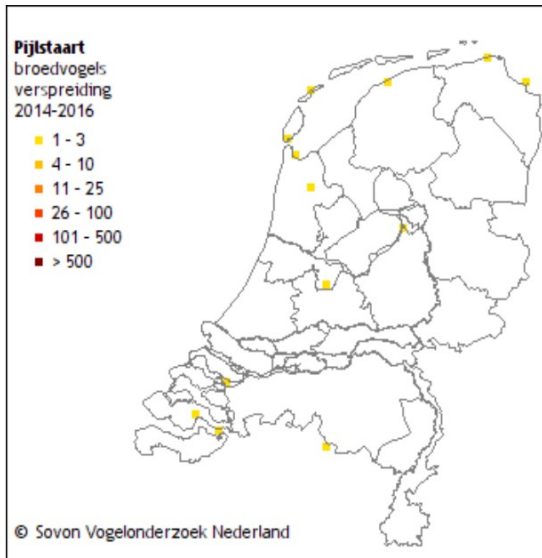 Pijlstaart
broedvogels
verspreiding
2014-2016
1 - 3
4 - 10
11 - 25
26 - 100
101 - 500
> 500
© Sovon Vogelonderzoek Nederland